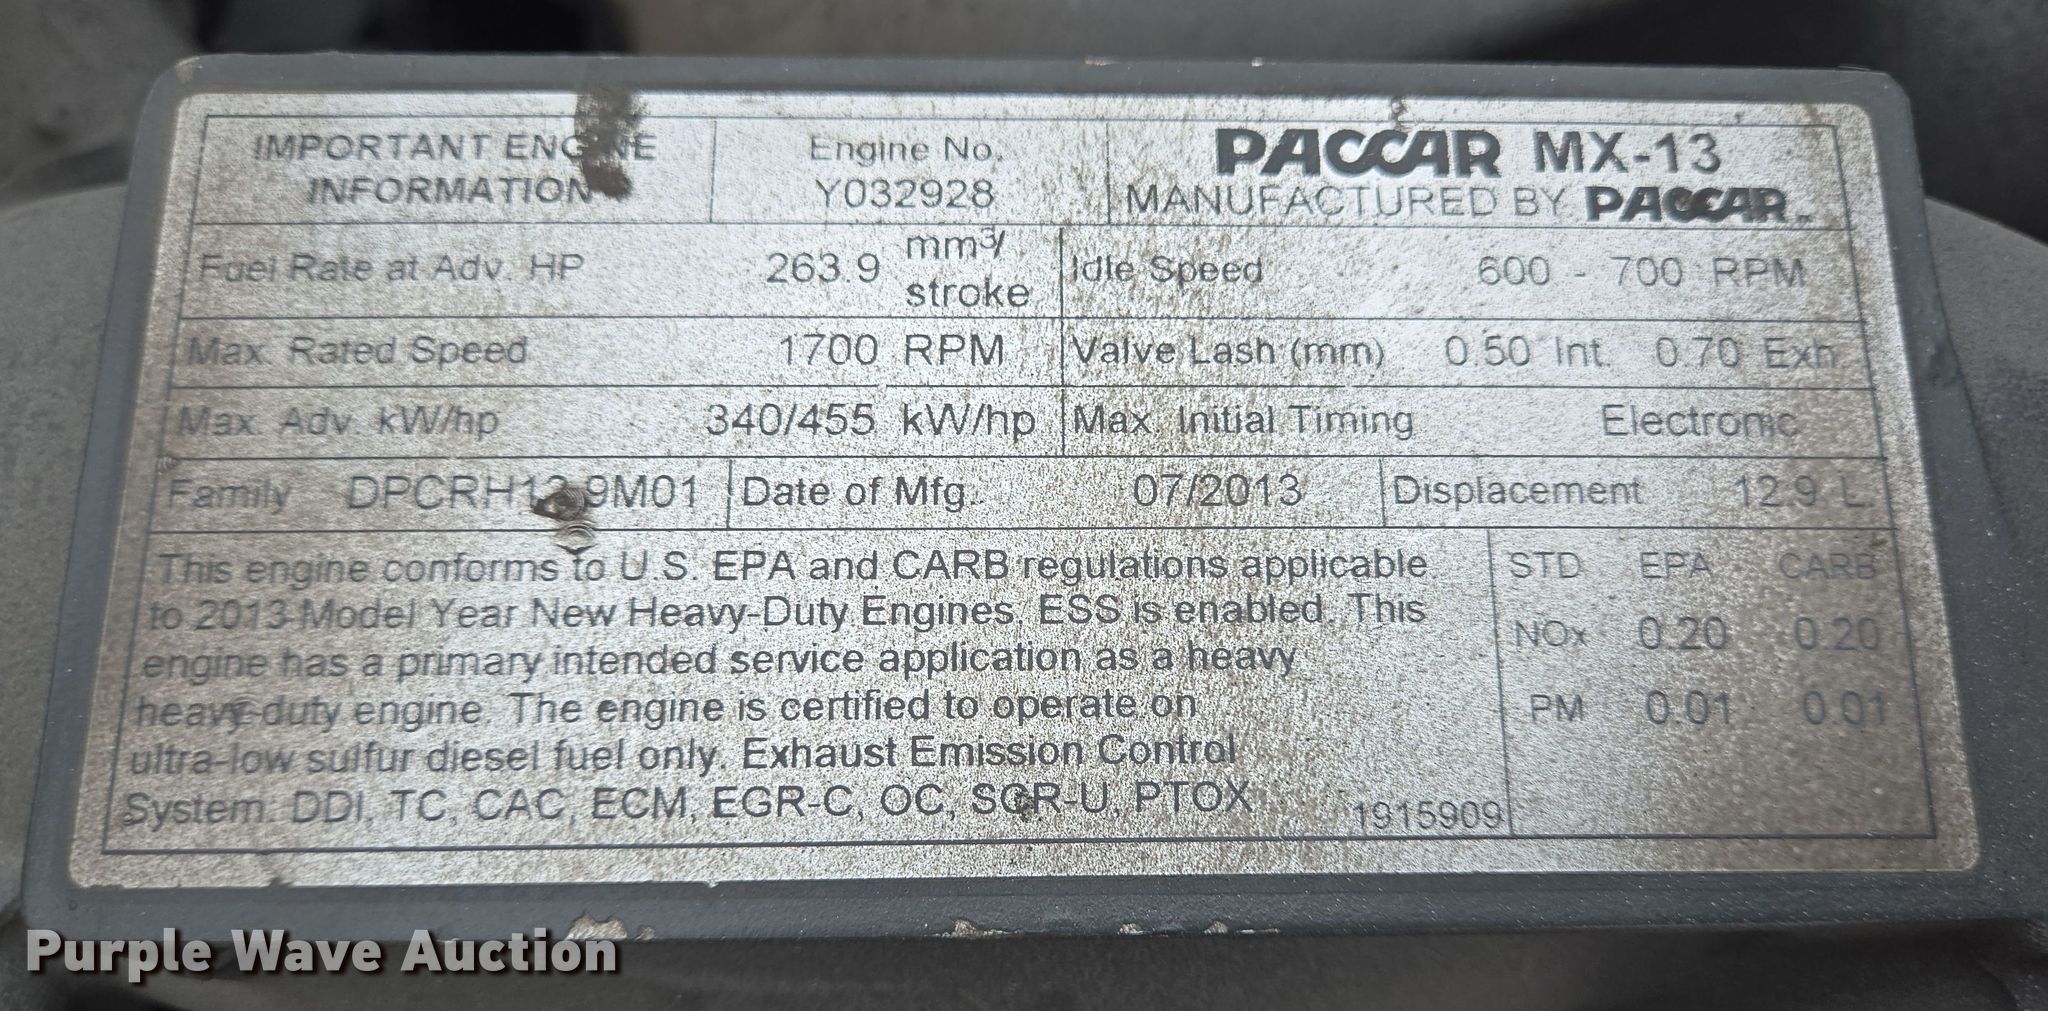 IMPORTANT ENGINE INFORMATION
Engine No. Y032928
PACCAR MX-13
MANUFACTURED BY PACCAR
Fuel Rate at Adv. HP 263.9 mm³/stroke
Idle Speed 600 - 700 RPM
Max. Rated Speed 1700 RPM
Valve Lash (mm) 0.50 Int. 0.70 Exh
Max. Adv. kW/hp 340/455 kW/hp
Max. Initial Timing Electronic
Family DPCRH12.9M01
Date of Mfg. 07/2013
Displacement 12.9 L
This engine conforms to U.S. EPA and CARB regulations applicable
to 2013 Model Year New Heavy-Duty Engines. ESS is enabled. This
engine has a primary intended service application as a heavy
heavy-duty engine. The engine is certified to operate on
ultra-low sulfur diesel fuel only. Exhaust Emission Control
System: DDI, TC, CAC, ECM, EGR-C, OC, SCR-U, PTOX
1915909
STD EPA CARB
NOx 0.20 0.20
PM 0.01 0.01
Purple Wave Auction